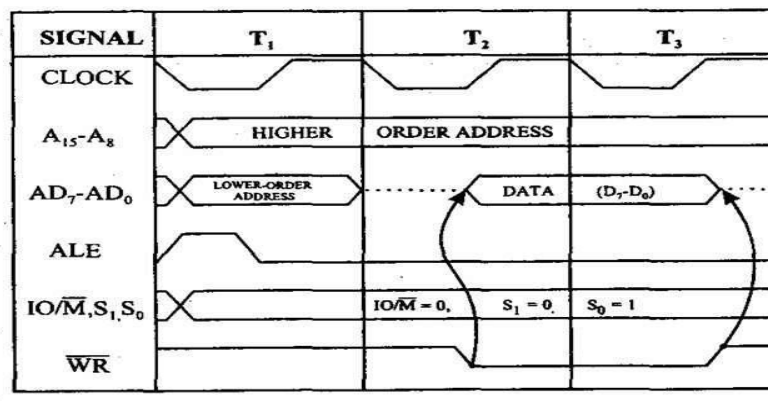 SIGNAL T₁ T₂ T₃
CLOCK
A₁₅-A₈ HIGHER ORDER ADDRESS
AD₇-AD₀ LOWER-ORDER ADDRESS DATA (D₇-D₀)
ALE
IO/M̅,S₁,S₀ IO/M̅ = 0, S₁ = 0. S₀ = 1
W̅R̅